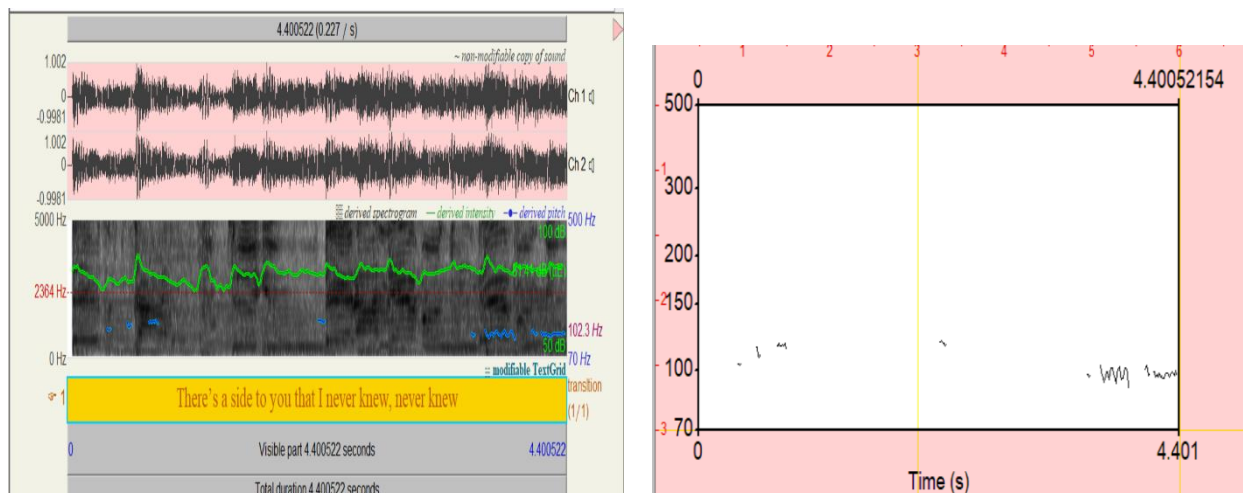 4.400522 (0.227 / s)
~ non-modifiable copy of sound
1.002
0
-0.9981
Ch 1
1.002
0
-0.9981
Ch 2
derived spectrogram — derived intensity derived pitch
5000 Hz
500 Hz
100 dB
2364 Hz
102.3 Hz
50 dB
0 Hz
70 Hz
modifiable TextGrid
1
There's a side to you that I never knew, never knew
transition
(1/1)
0
Visible part 4.400522 seconds
4.400522
Total duration 4.400522 seconds
1 2 3 4 5 6
0
4.40052154
500
-1
300
200
-2
150
100
-3
70
0
4.401
Time (s)